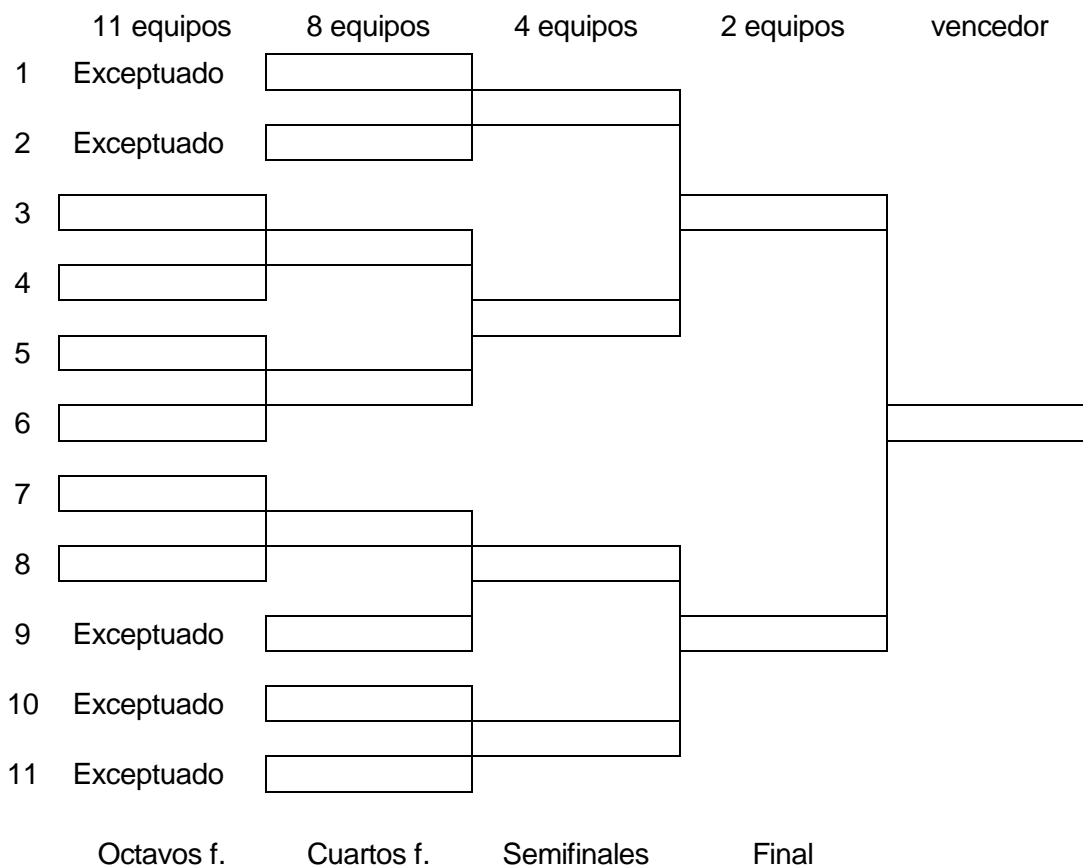 11 equipos 8 equipos 4 equipos 2 equipos vencedor
1 Exceptuado
2 Exceptuado
3
4
5
6
7
8
9 Exceptuado
10 Exceptuado
11 Exceptuado
Octavos f. Cuartos f. Semifinales Final